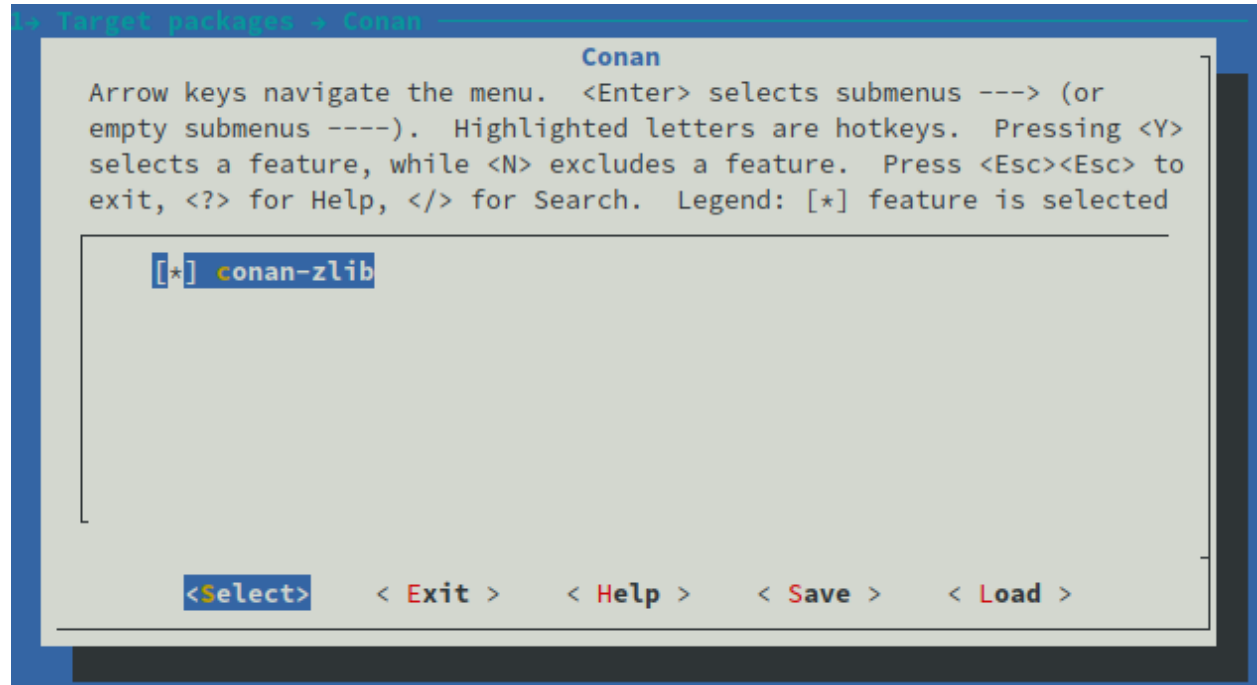 1→ Target packages → Conan
Conan
Arrow keys navigate the menu.  <Enter> selects submenus ---> (or
empty submenus ----).  Highlighted letters are hotkeys.  Pressing <Y>
selects a feature, while <N> excludes a feature.  Press <Esc><Esc> to
exit, <?> for Help, </> for Search.  Legend: [*] feature is selected
[*] conan-zlib
<Select>    < Exit >    < Help >    < Save >    < Load >